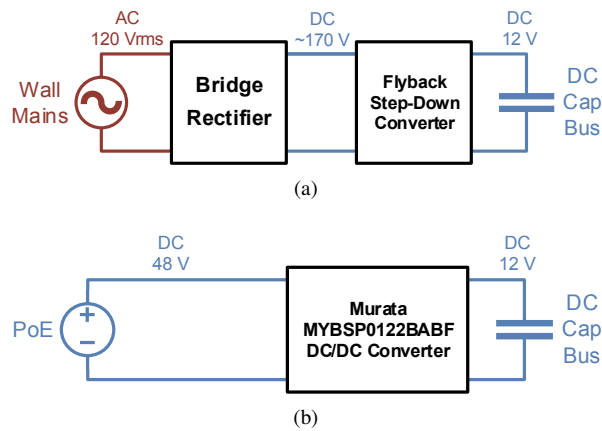 AC
120 Vrms
DC
~170 V
DC
12 V
Wall
Mains
Bridge
Rectifier
Flyback
Step-Down
Converter
DC
Cap
Bus
(a)
DC
48 V
DC
12 V
PoE
+
−
Murata
MYBSP0122BABF
DC/DC Converter
DC
Cap
Bus
(b)